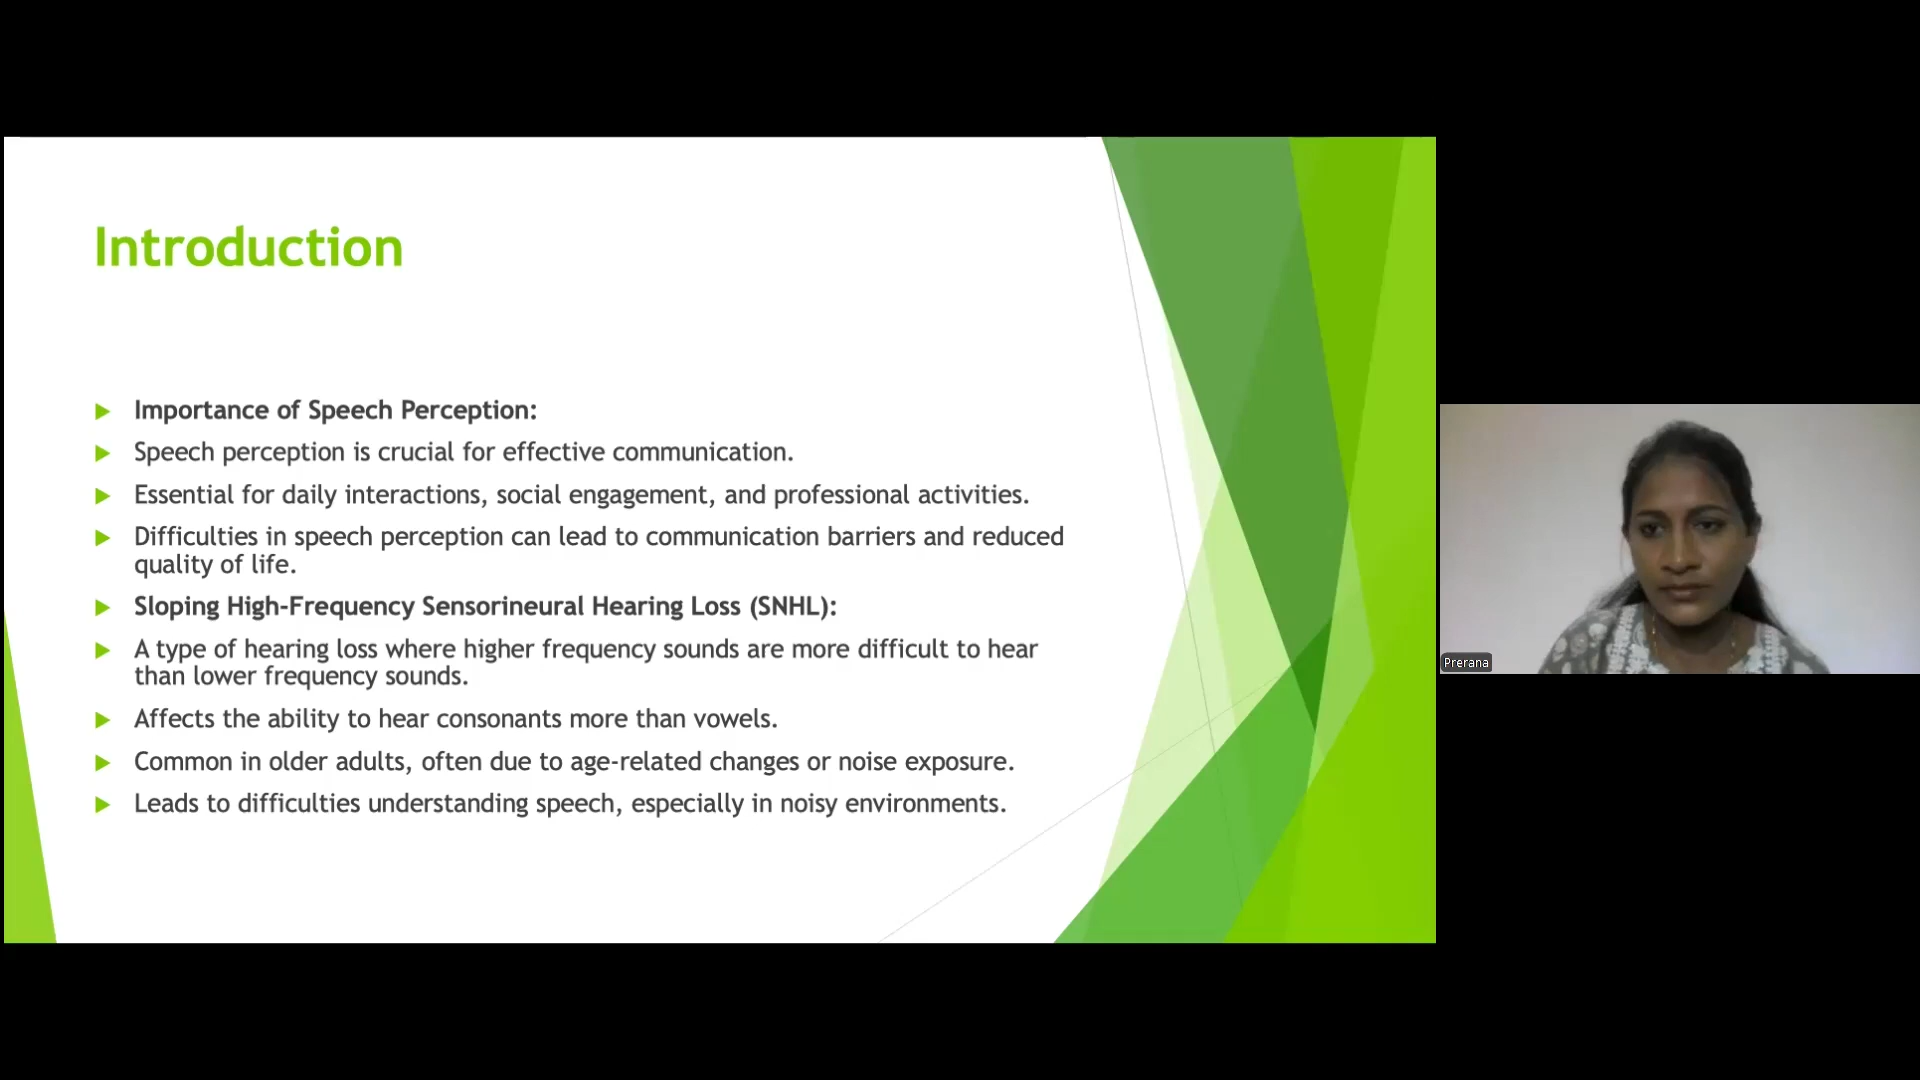 Introduction
Importance of Speech Perception:
Speech perception is crucial for effective communication.
Essential for daily interactions, social engagement, and professional activities.
Difficulties in speech perception can lead to communication barriers and reduced
quality of life.
Sloping High-Frequency Sensorineural Hearing Loss (SNHL):
A type of hearing loss where higher frequency sounds are more difficult to hear
than lower frequency sounds.
Affects the ability to hear consonants more than vowels.
Common in older adults, often due to age-related changes or noise exposure.
Leads to difficulties understanding speech, especially in noisy environments.
Prerana